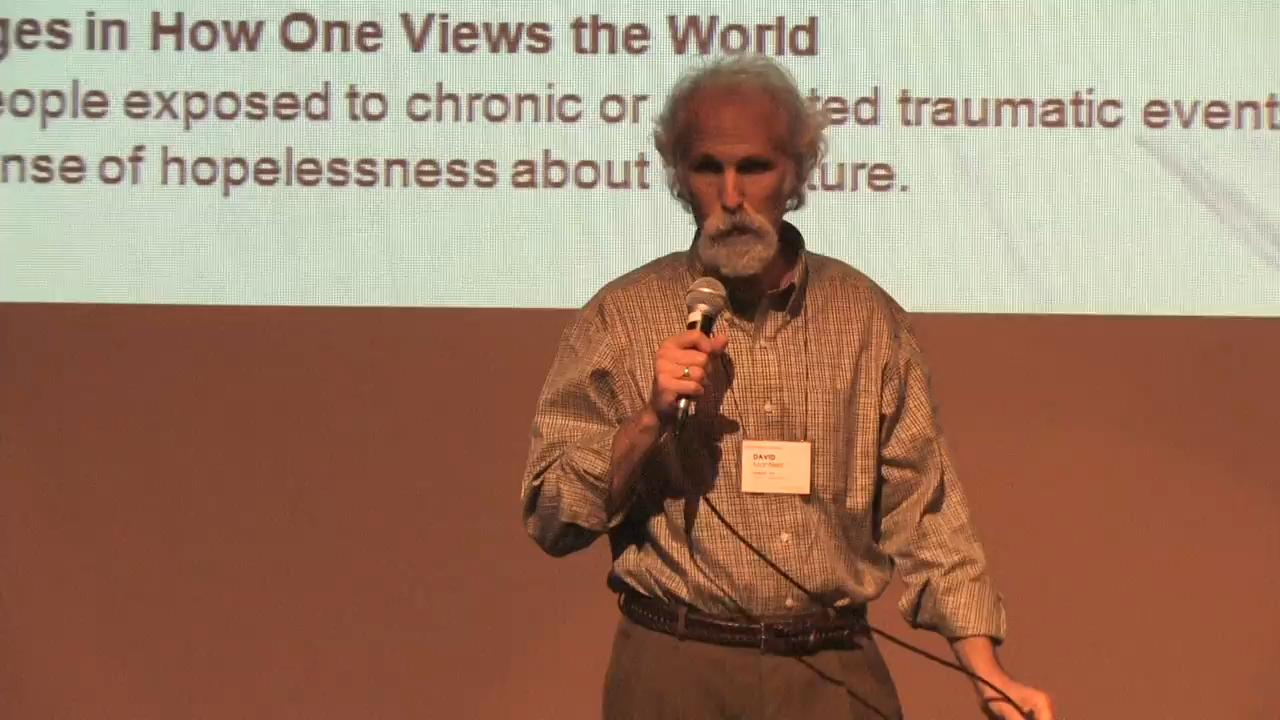 ges in How One Views the World
eople exposed to chronic or ted traumatic event
nse of hopelessness about ture.
DAVID